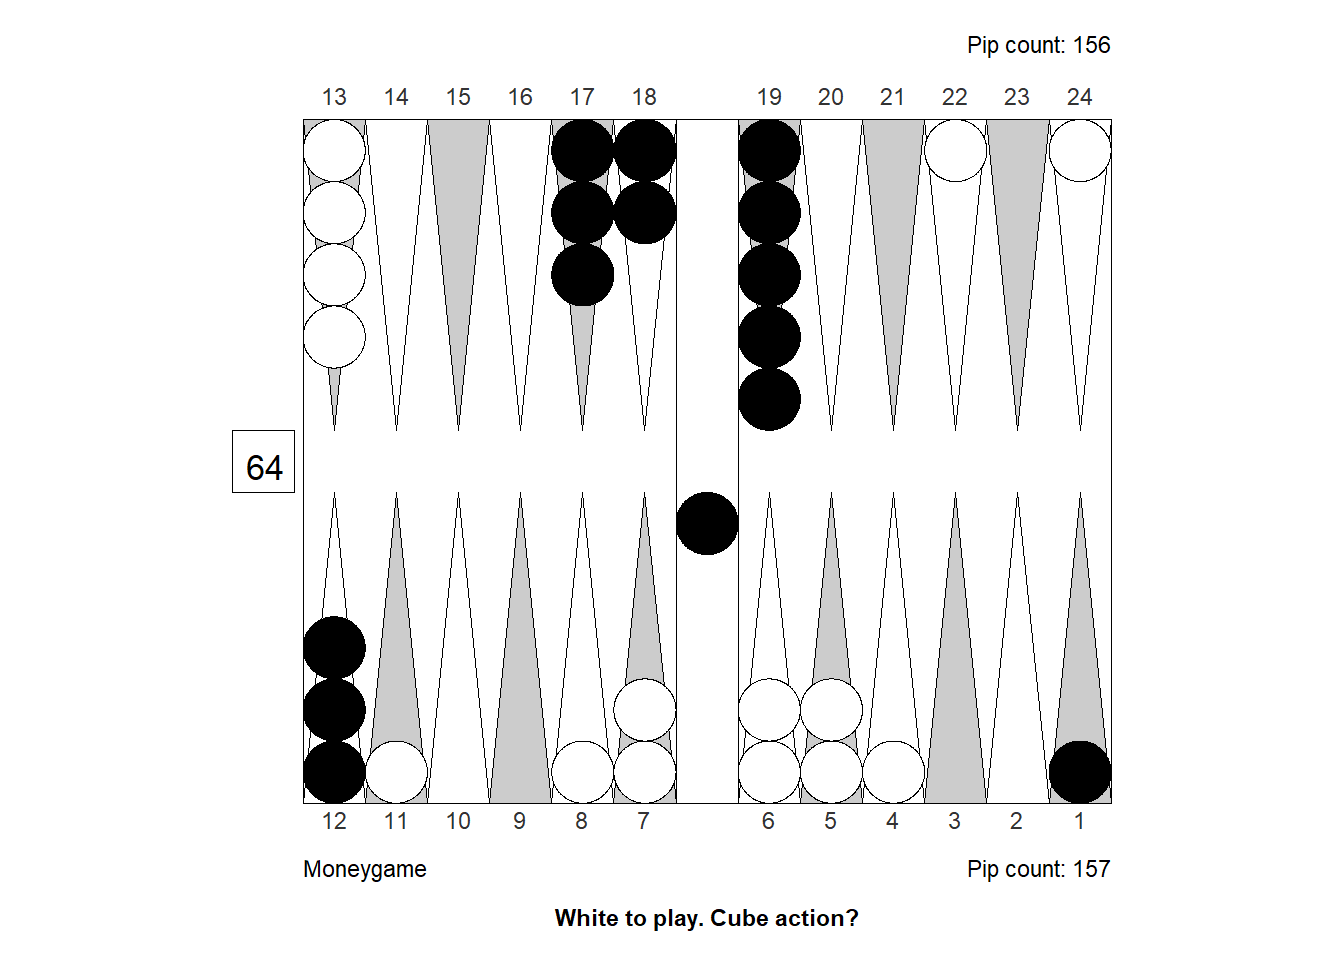 Pip count: 156
13 14 15 16 17 18 19 20 21 22 23 24
64
12 11 10 9 8 7 6 5 4 3 2 1
Moneygame Pip count: 157
White to play. Cube action?